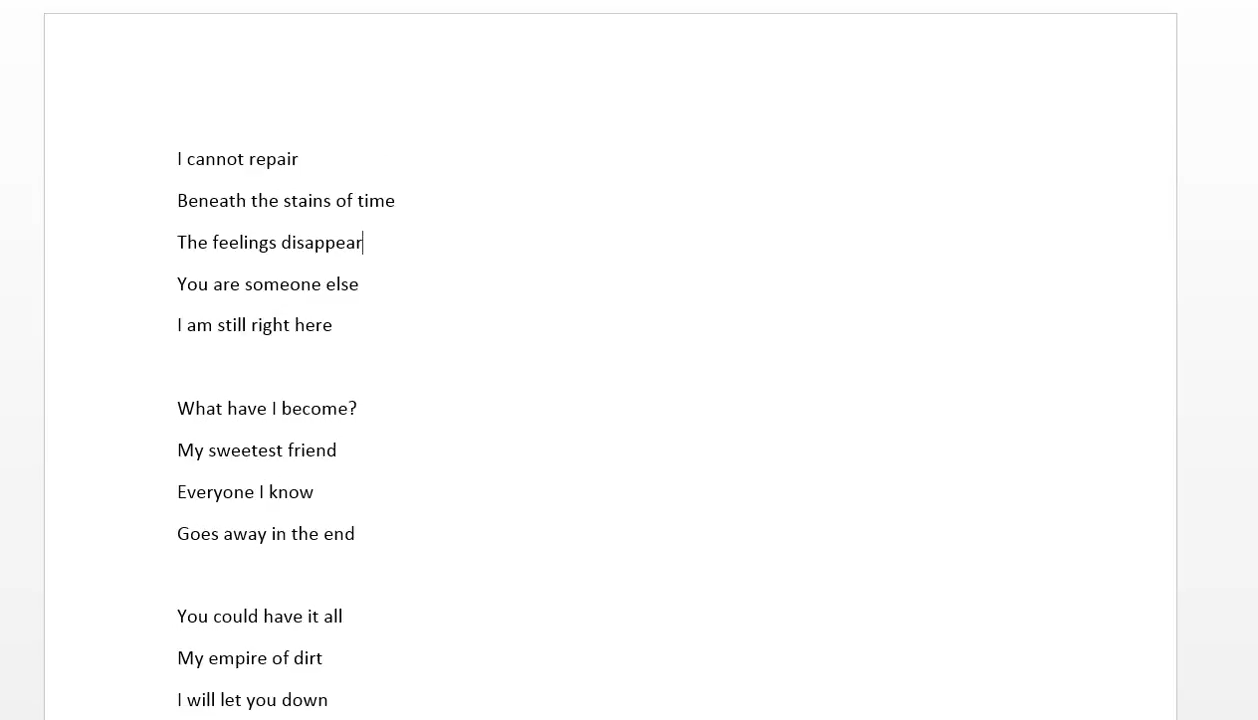 I cannot repair
Beneath the stains of time
The feelings disappear
You are someone else
I am still right here
What have I become?
My sweetest friend
Everyone I know
Goes away in the end
You could have it all
My empire of dirt
I will let you down